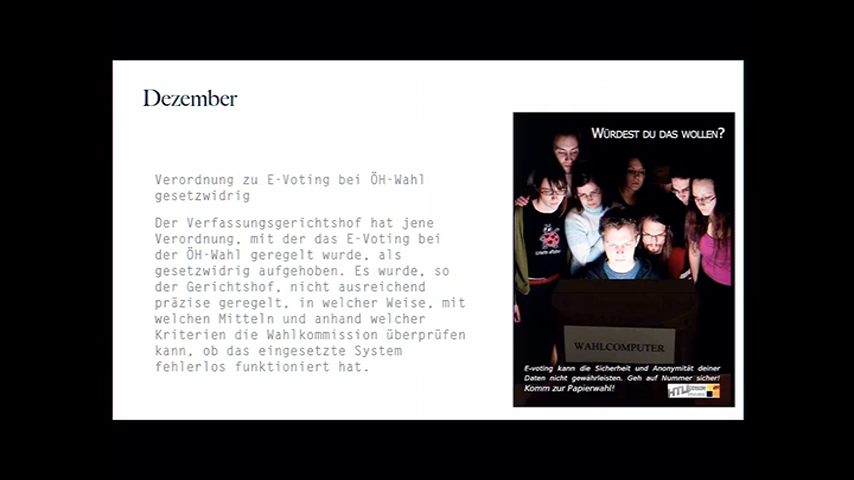 Dezember
Verordnung zu E-Voting bei ÖH-Wahl
gesetzwidrig
Der Verfassungsgerichtshof hat jene
Verordnung, mit der das E-Voting bei
der ÖH-Wahl geregelt wurde, als
gesetzwidrig aufgehoben. Es wurde, so
der Gerichtshof, nicht ausreichend
präzise geregelt, in welcher Weise, mit
welchen Mitteln und anhand welcher
Kriterien die Wahlkommission überprüfen
kann, ob das eingesetzte System
fehlerlos funktioniert hat.
WÜRDEST DU DAS WOLLEN?
WAHLCOMPUTER
E-voting kann die Sicherheit und Anonymität deiner
Daten nicht gewährleisten. Geh auf Nummer sicher!
Komm zur Papierwahl!
HTU